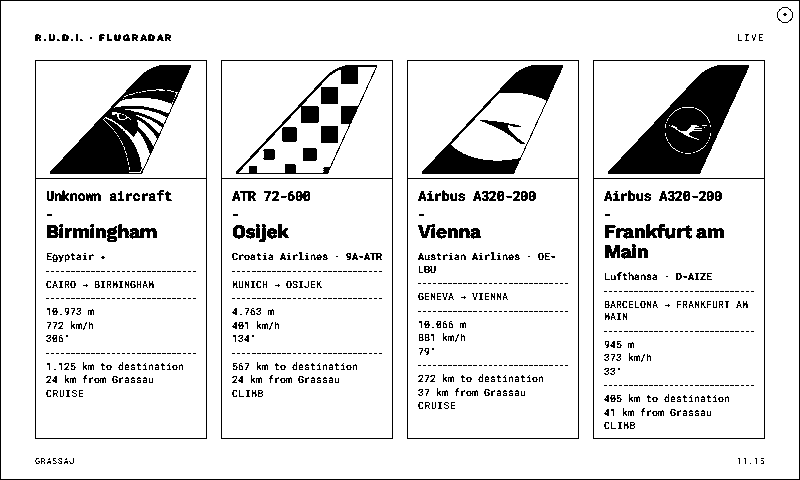 R.U.D.I. · FLUGRADAR
LIVE
Unknown aircraft
-
Birmingham
Egyptair ·
CAIRO → BIRMINGHAM
10.973 m
772 km/h
306°
1.125 km to destination
24 km from Grassau
CRUISE
ATR 72-600
-
Osijek
Croatia Airlines · 9A-ATR
MUNICH → OSIJEK
4.763 m
401 km/h
134°
567 km to destination
24 km from Grassau
CLIMB
Airbus A320-200
-
Vienna
Austrian Airlines · OE-
LBU
GENEVA → VIENNA
10.066 m
881 km/h
79°
272 km to destination
37 km from Grassau
CRUISE
Airbus A320-200
-
Frankfurt am
Main
Lufthansa · D-AIZE
BARCELONA → FRANKFURT AM
MAIN
945 m
373 km/h
33°
405 km to destination
41 km from Grassau
CLIMB
GRASSAU
11.15